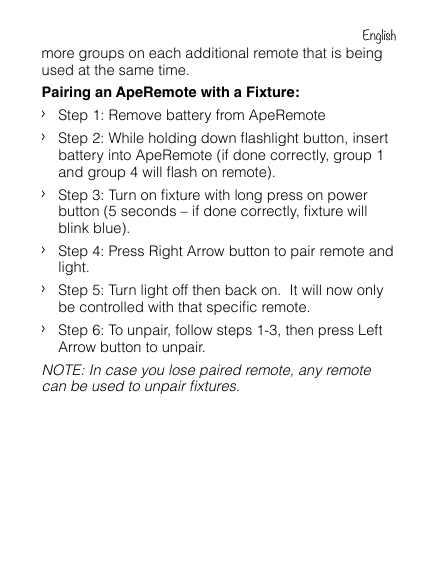 English
more groups on each additional remote that is being
used at the same time.
Pairing an ApeRemote with a Fixture:
› Step 1: Remove battery from ApeRemote
› Step 2: While holding down flashlight button, insert
battery into ApeRemote (if done correctly, group 1
and group 4 will flash on remote).
› Step 3: Turn on fixture with long press on power
button (5 seconds – if done correctly, fixture will
blink blue).
› Step 4: Press Right Arrow button to pair remote and
light.
› Step 5: Turn light off then back on.  It will now only
be controlled with that specific remote.
› Step 6: To unpair, follow steps 1-3, then press Left
Arrow button to unpair.
NOTE: In case you lose paired remote, any remote
can be used to unpair fixtures.